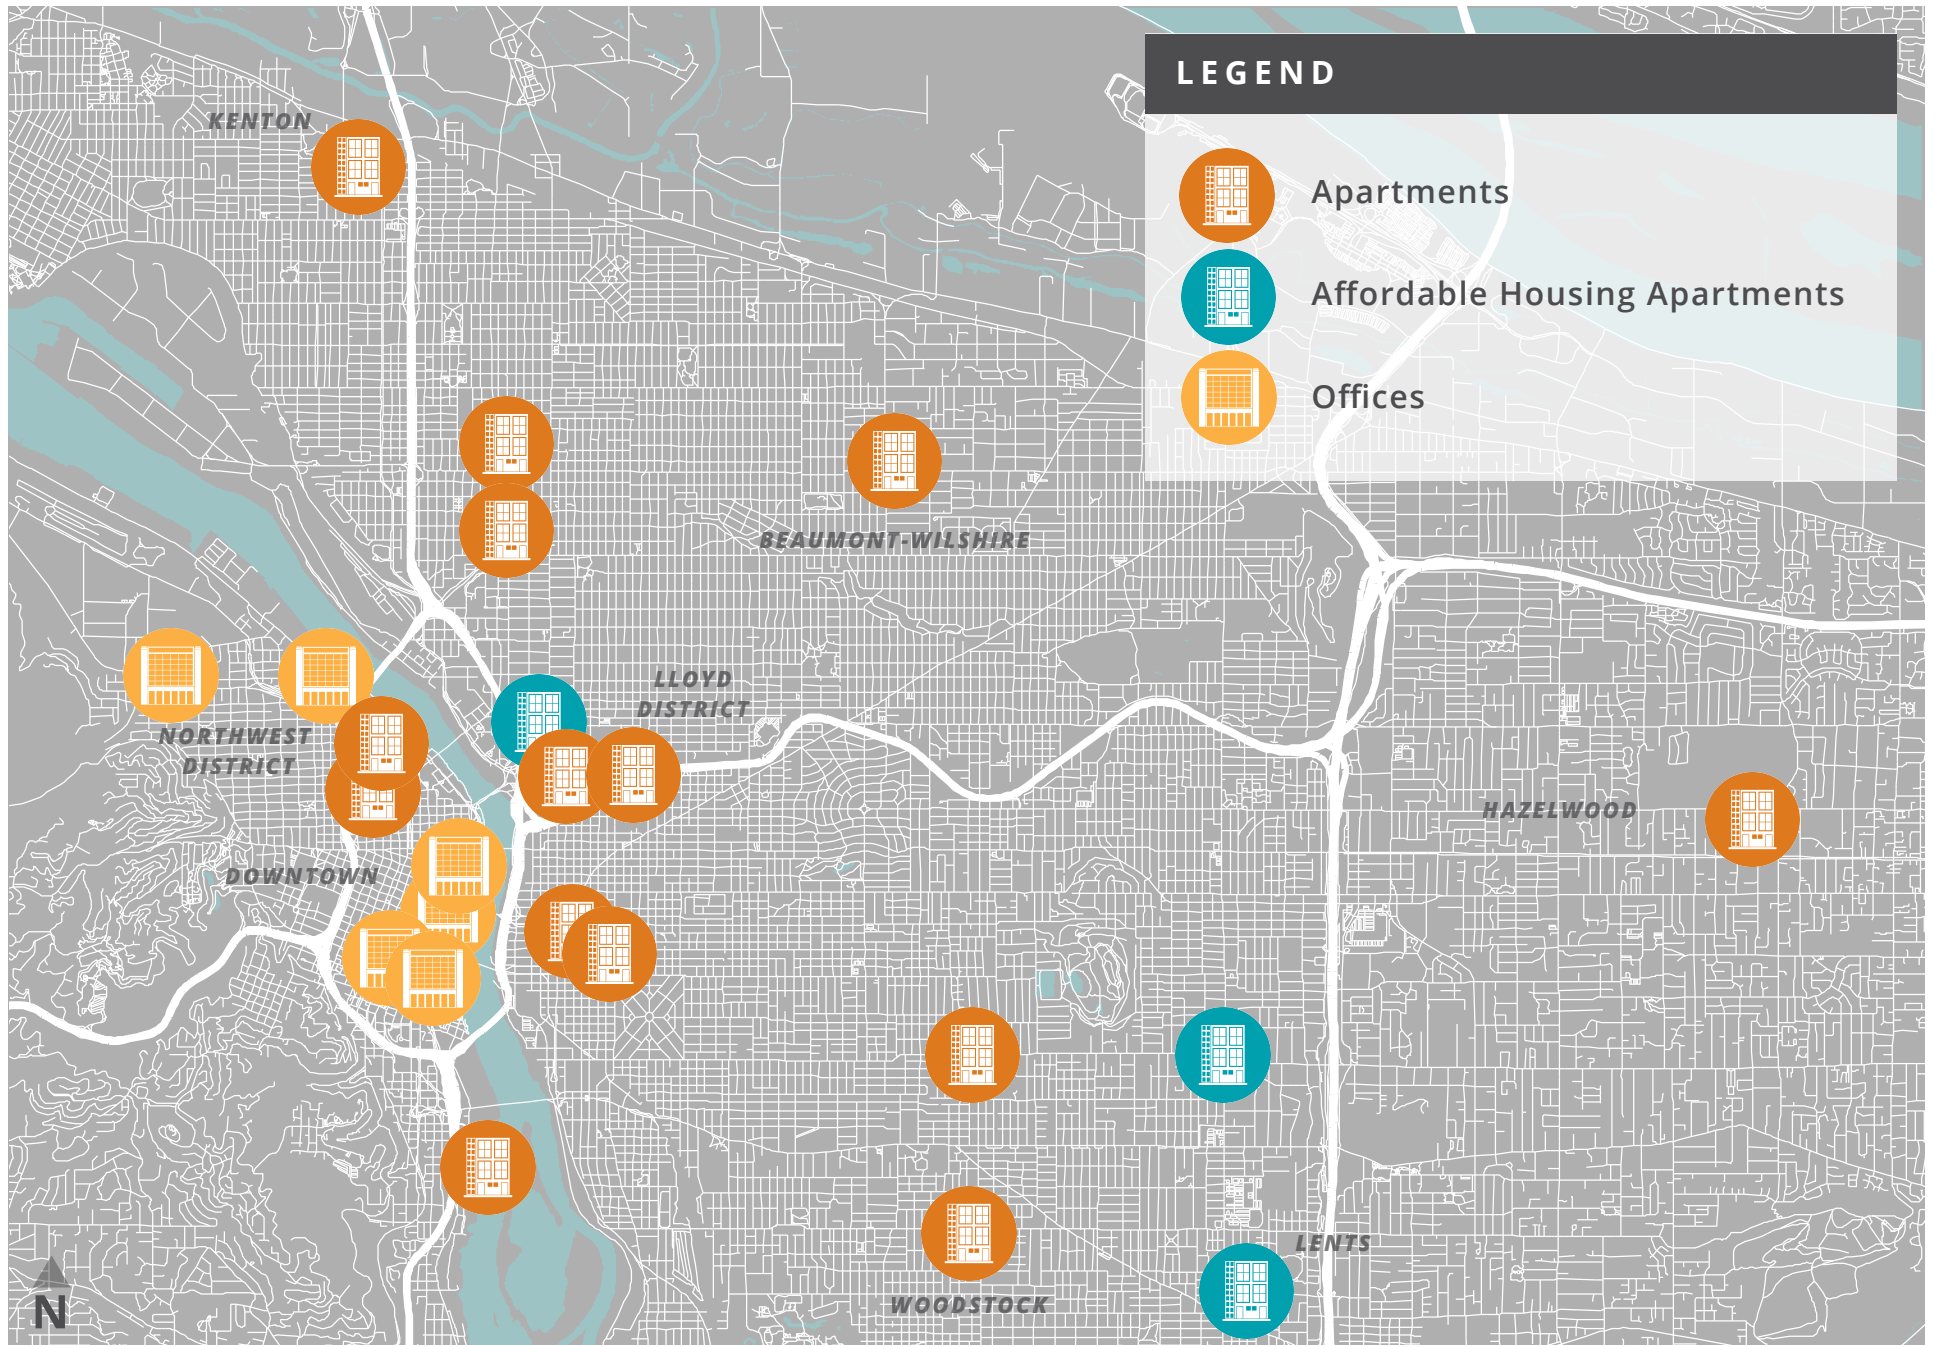 LEGEND
Apartments
Affordable Housing Apartments
Offices
KENTON
BEAUMONT-WILSHIRE
LLOYD
DISTRICT
NORTHWEST
DISTRICT
HAZELWOOD
DOWNTOWN
LENTS
WOODSTOCK
N